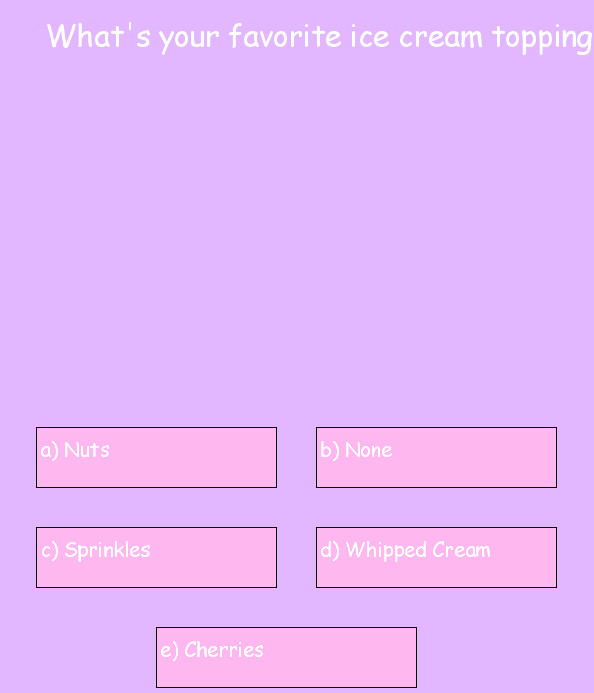 What's your favorite ice cream topping
a) Nuts
b) None
c) Sprinkles
d) Whipped Cream
e) Cherries